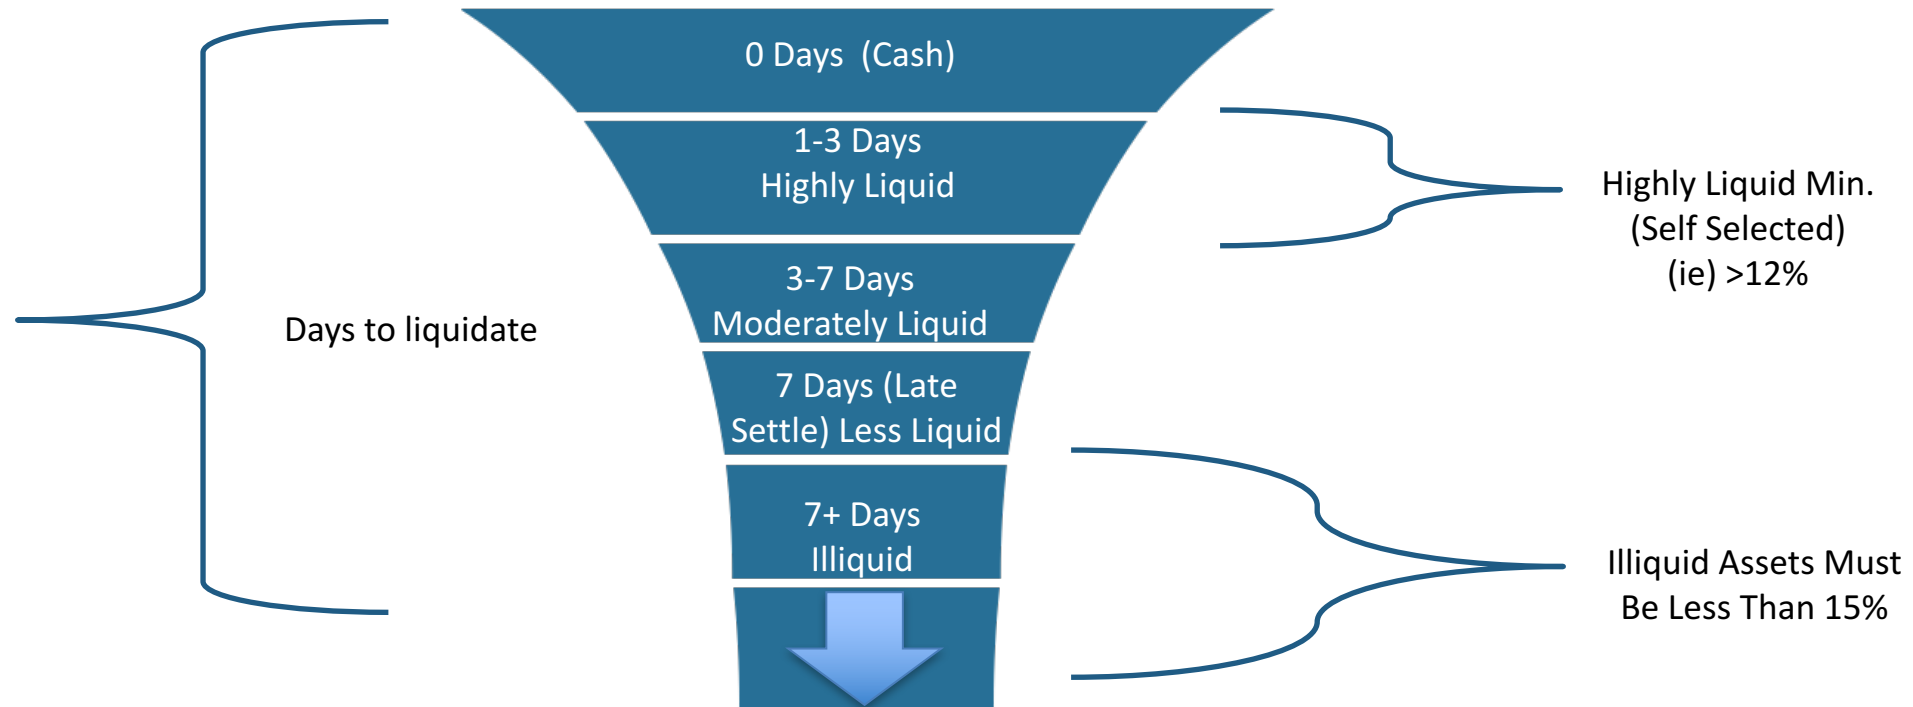 0 Days  (Cash)
1-3 Days
Highly Liquid
3-7 Days
Moderately Liquid
7 Days (Late
Settle) Less Liquid
7+ Days
Illiquid
Days to liquidate
Highly Liquid Min.
(Self Selected)
(ie) >12%
Illiquid Assets Must
Be Less Than 15%